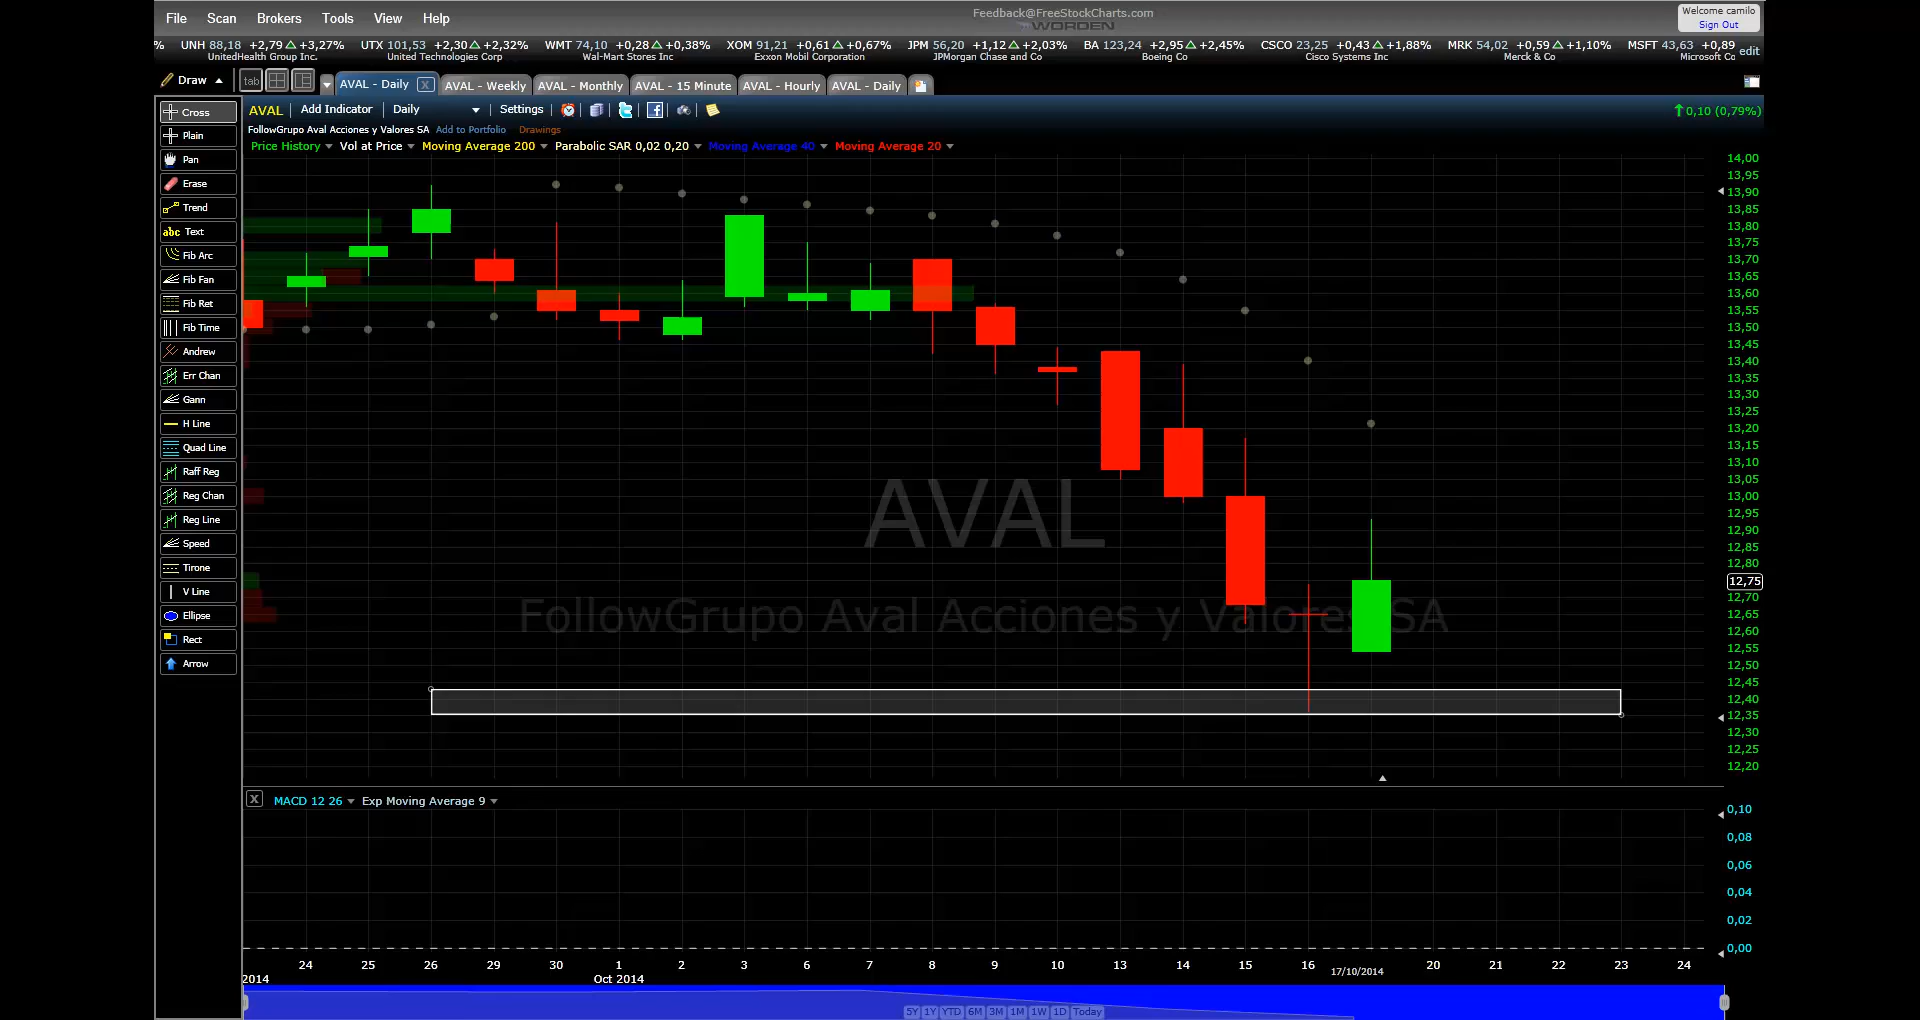 File Scan Brokers Tools View Help
Feedback@FreeStockCharts.com
WORDEN
Welcome camilo
Sign Out
% UNH 88,18 +2,79 +3,27% UTX 101,53 +2,30 +2,32% WMT 74,10 +0,28 +0,38% XOM 91,21 +0,61 +0,67% JPM 56,20 +1,12 +2,03% BA 123,24 +2,95 +2,45% CSCO 23,25 +0,43 +1,88% MRK 54,02 +0,59 +1,10% MSFT 43,63 +0,89 edit
UnitedHealth Group Inc. United Technologies Corp Wal-Mart Stores Inc Exxon Mobil Corporation JPMorgan Chase and Co Boeing Co Cisco Systems Inc Merck & Co Microsoft Co
Draw tab AVAL - Daily X AVAL - Weekly AVAL - Monthly AVAL - 15 Minute AVAL - Hourly AVAL - Daily
AVAL Add Indicator Daily Settings 0,10 (0,79%)
FollowGrupo Aval Acciones y Valores SA Add to Portfolio Drawings
Price History Vol at Price Moving Average 200 Parabolic SAR 0,02 0,20 Moving Average 40 Moving Average 20
Cross
Plain
Pan
Erase
Trend
abc Text
Fib Arc
Fib Fan
Fib Ret
Fib Time
Andrew
Err Chan
Gann
H Line
Quad Line
Raff Reg
Reg Chan
Reg Line
Speed
Tirone
V Line
Ellipse
Rect
Arrow
AVAL
FollowGrupo Aval Acciones y Valores SA
14,00
13,95
13,90
13,85
13,80
13,75
13,70
13,65
13,60
13,55
13,50
13,45
13,40
13,35
13,30
13,25
13,20
13,15
13,10
13,05
13,00
12,95
12,90
12,85
12,80
12,75
12,70
12,65
12,60
12,55
12,50
12,45
12,40
12,35
12,30
12,25
12,20
X MACD 12 26 Exp Moving Average 9
0,10
0,08
0,06
0,04
0,02
0,00
24 25 26 29 30 1 2 3 6 7 8 9 10 13 14 15 16 17/10/2014 20 21 22 23 24
2014 Oct 2014
5Y 1Y YTD 6M 3M 1M 1W 1D Today